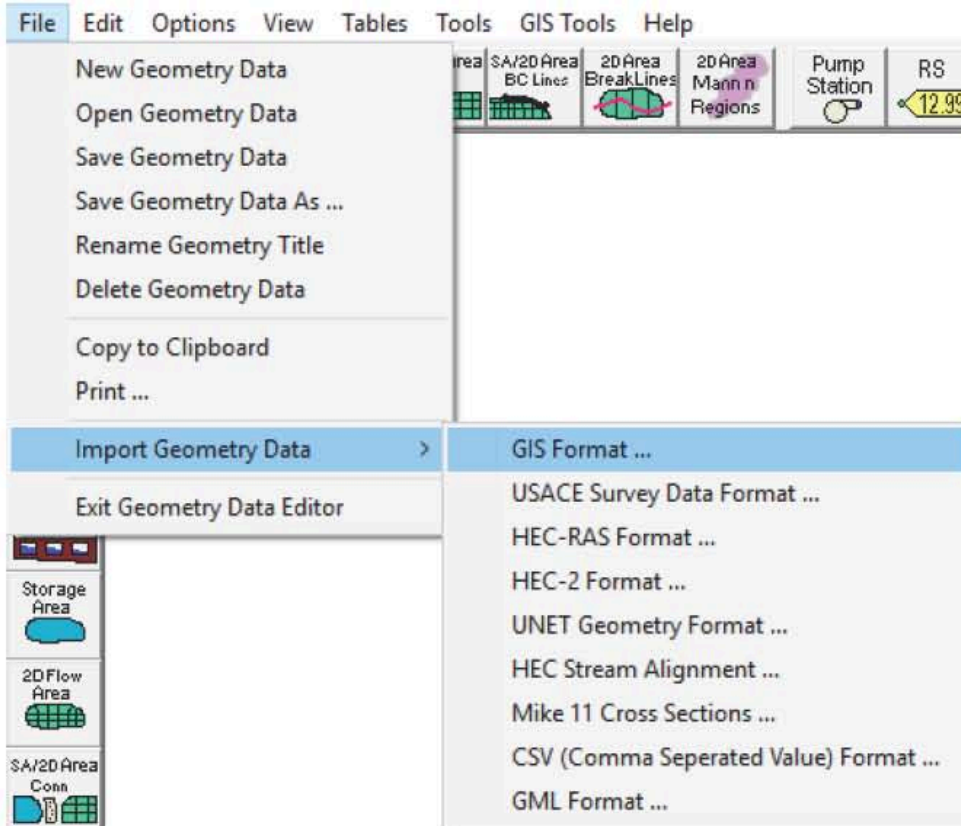 File Edit Options View Tables Tools GIS Tools Help
New Geometry Data
Open Geometry Data
Save Geometry Data
Save Geometry Data As ...
Rename Geometry Title
Delete Geometry Data
Copy to Clipboard
Print ...
Import Geometry Data >
Exit Geometry Data Editor
GIS Format ...
USACE Survey Data Format ...
HEC-RAS Format ...
HEC-2 Format ...
UNET Geometry Format ...
HEC Stream Alignment ...
Mike 11 Cross Sections ...
CSV (Comma Seperated Value) Format ...
GML Format ...
SA/2D Area
BC Lines
2D Area
BreakLines
2D Area
Mann n
Regions
Pump
Station
RS
12.99
Storage
Area
2D Flow
Area
SA/2D Area
Conn